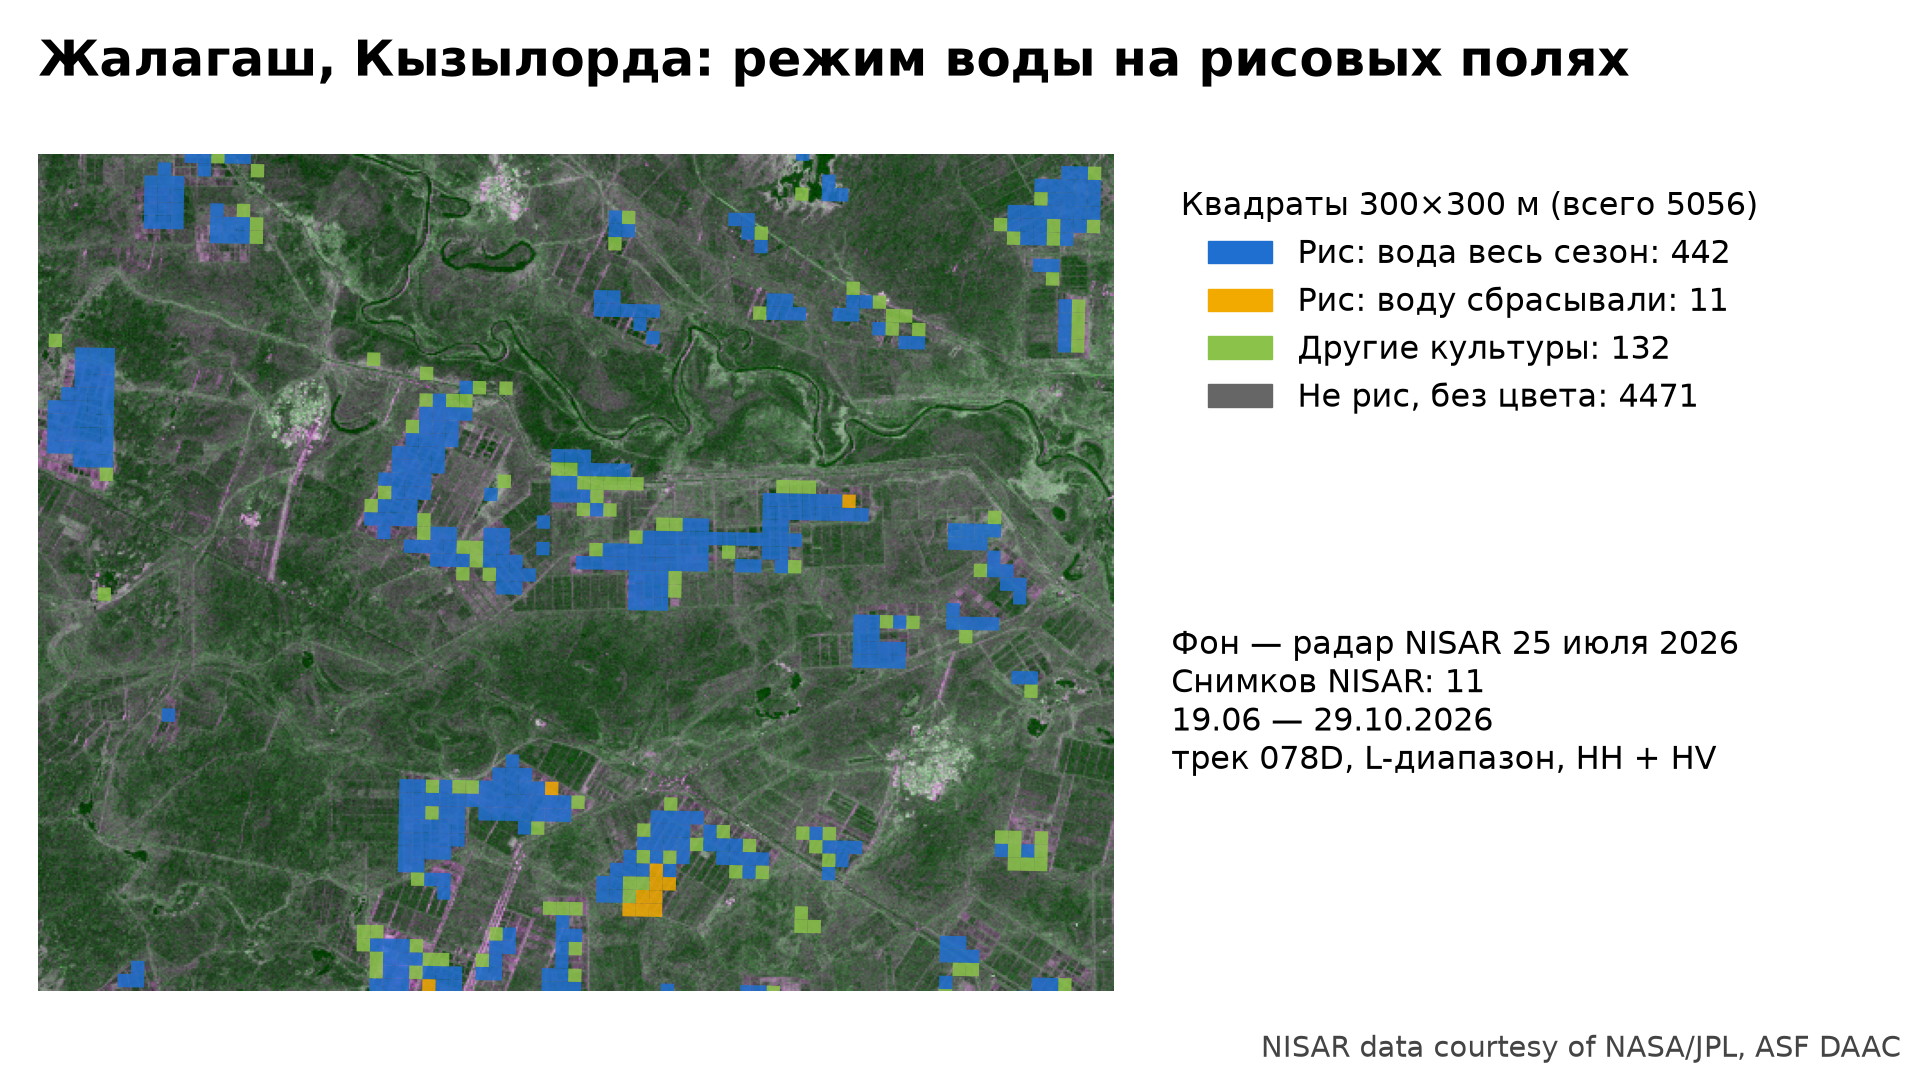 Жалагаш, Кызылорда: режим воды на рисовых полях
Квадраты 300×300 м (всего 5056)
Рис: вода весь сезон: 442
Рис: воду сбрасывали: 11
Другие культуры: 132
Не рис, без цвета: 4471
Фон — радар NISAR 25 июля 2026
Снимков NISAR: 11
19.06 — 29.10.2026
трек 078D, L-диапазон, HH + HV
NISAR data courtesy of NASA/JPL, ASF DAAC